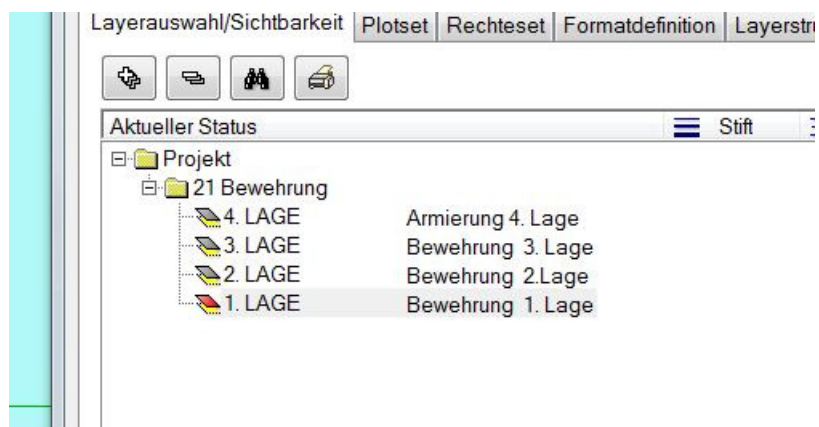 Layerauswahl/Sichtbarkeit Plotset Rechteset Formatdefinition
Aktueller Status Stift
Projekt
21 Bewehrung
4. LAGE Armierung 4. Lage
3. LAGE Bewehrung 3. Lage
2. LAGE Bewehrung 2.Lage
1. LAGE Bewehrung 1. Lage